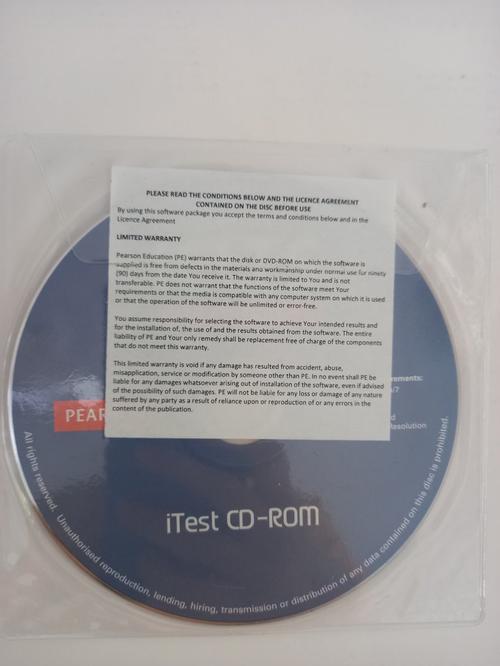 PLEASE READ THE CONDITIONS BELOW AND THE LICENCE AGREEMENT
CONTAINED ON THE DISC BEFORE USE
By using this software package you accept the terms and conditions below and in the
Licence Agreement
LIMITED WARRANTY
Pearson Education (PE) warrants that the disk or DVD-ROM on which the software is
supplied is free from defects in the materials and workmanship under normal use for ninety
(90) days from the date You receive it. The warranty is limited to You and is not
transferable. PE does not warrant that the functions of the software meet Your
requirements or that the media is compatible with any computer system on which it is used
or that the operation of the software will be unlimited or error-free.
You assume responsibility for selecting the software to achieve Your intended results and
for the installation of, the use of and the results obtained from the software. The entire
liability of PE and Your only remedy shall be replacement free of charge of the components
that do not meet this warranty.
This limited warranty is void if any damage has resulted from accident, abuse,
misapplication, service or modification by someone other than PE. In no event shall PE be
liable for any damages whatsoever arising out of installation of the software, even if advised
of the possibility of such damages. PE will not be liable for any loss or damage of any nature
suffered by any party as a result of reliance upon or reproduction of or any errors in the
content of the publication.
rements:
/7
d
Resolution
PEAR
iTest CD-ROM
All rights reserved. Unauthorised reproduction, lending, hiring, transmission or distribution of any data contained on this disc is prohibited.